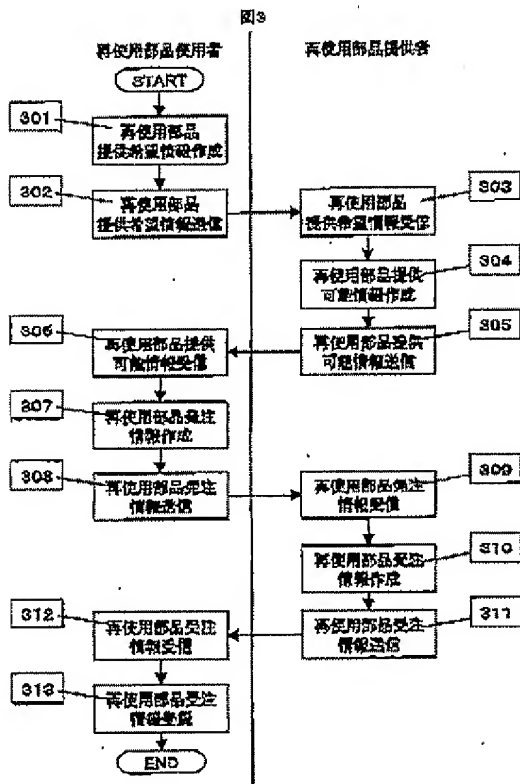 図3
再使用部品使用者
再使用部品提供者
START
301
再使用部品
提供希望情報作成
302
再使用部品
提供希望情報送信
303
再使用部品
提供希望情報受信
304
再使用部品提供
可能情報作成
305
再使用部品提供
可能情報送信
306
再使用部品提供
可能情報受信
307
再使用部品発注
情報作成
308
再使用部品発注
情報送信
309
再使用部品発注
情報受信
310
再使用部品受注
情報作成
311
再使用部品受注
情報送信
312
再使用部品受注
情報受信
313
再使用部品受注
情報
END